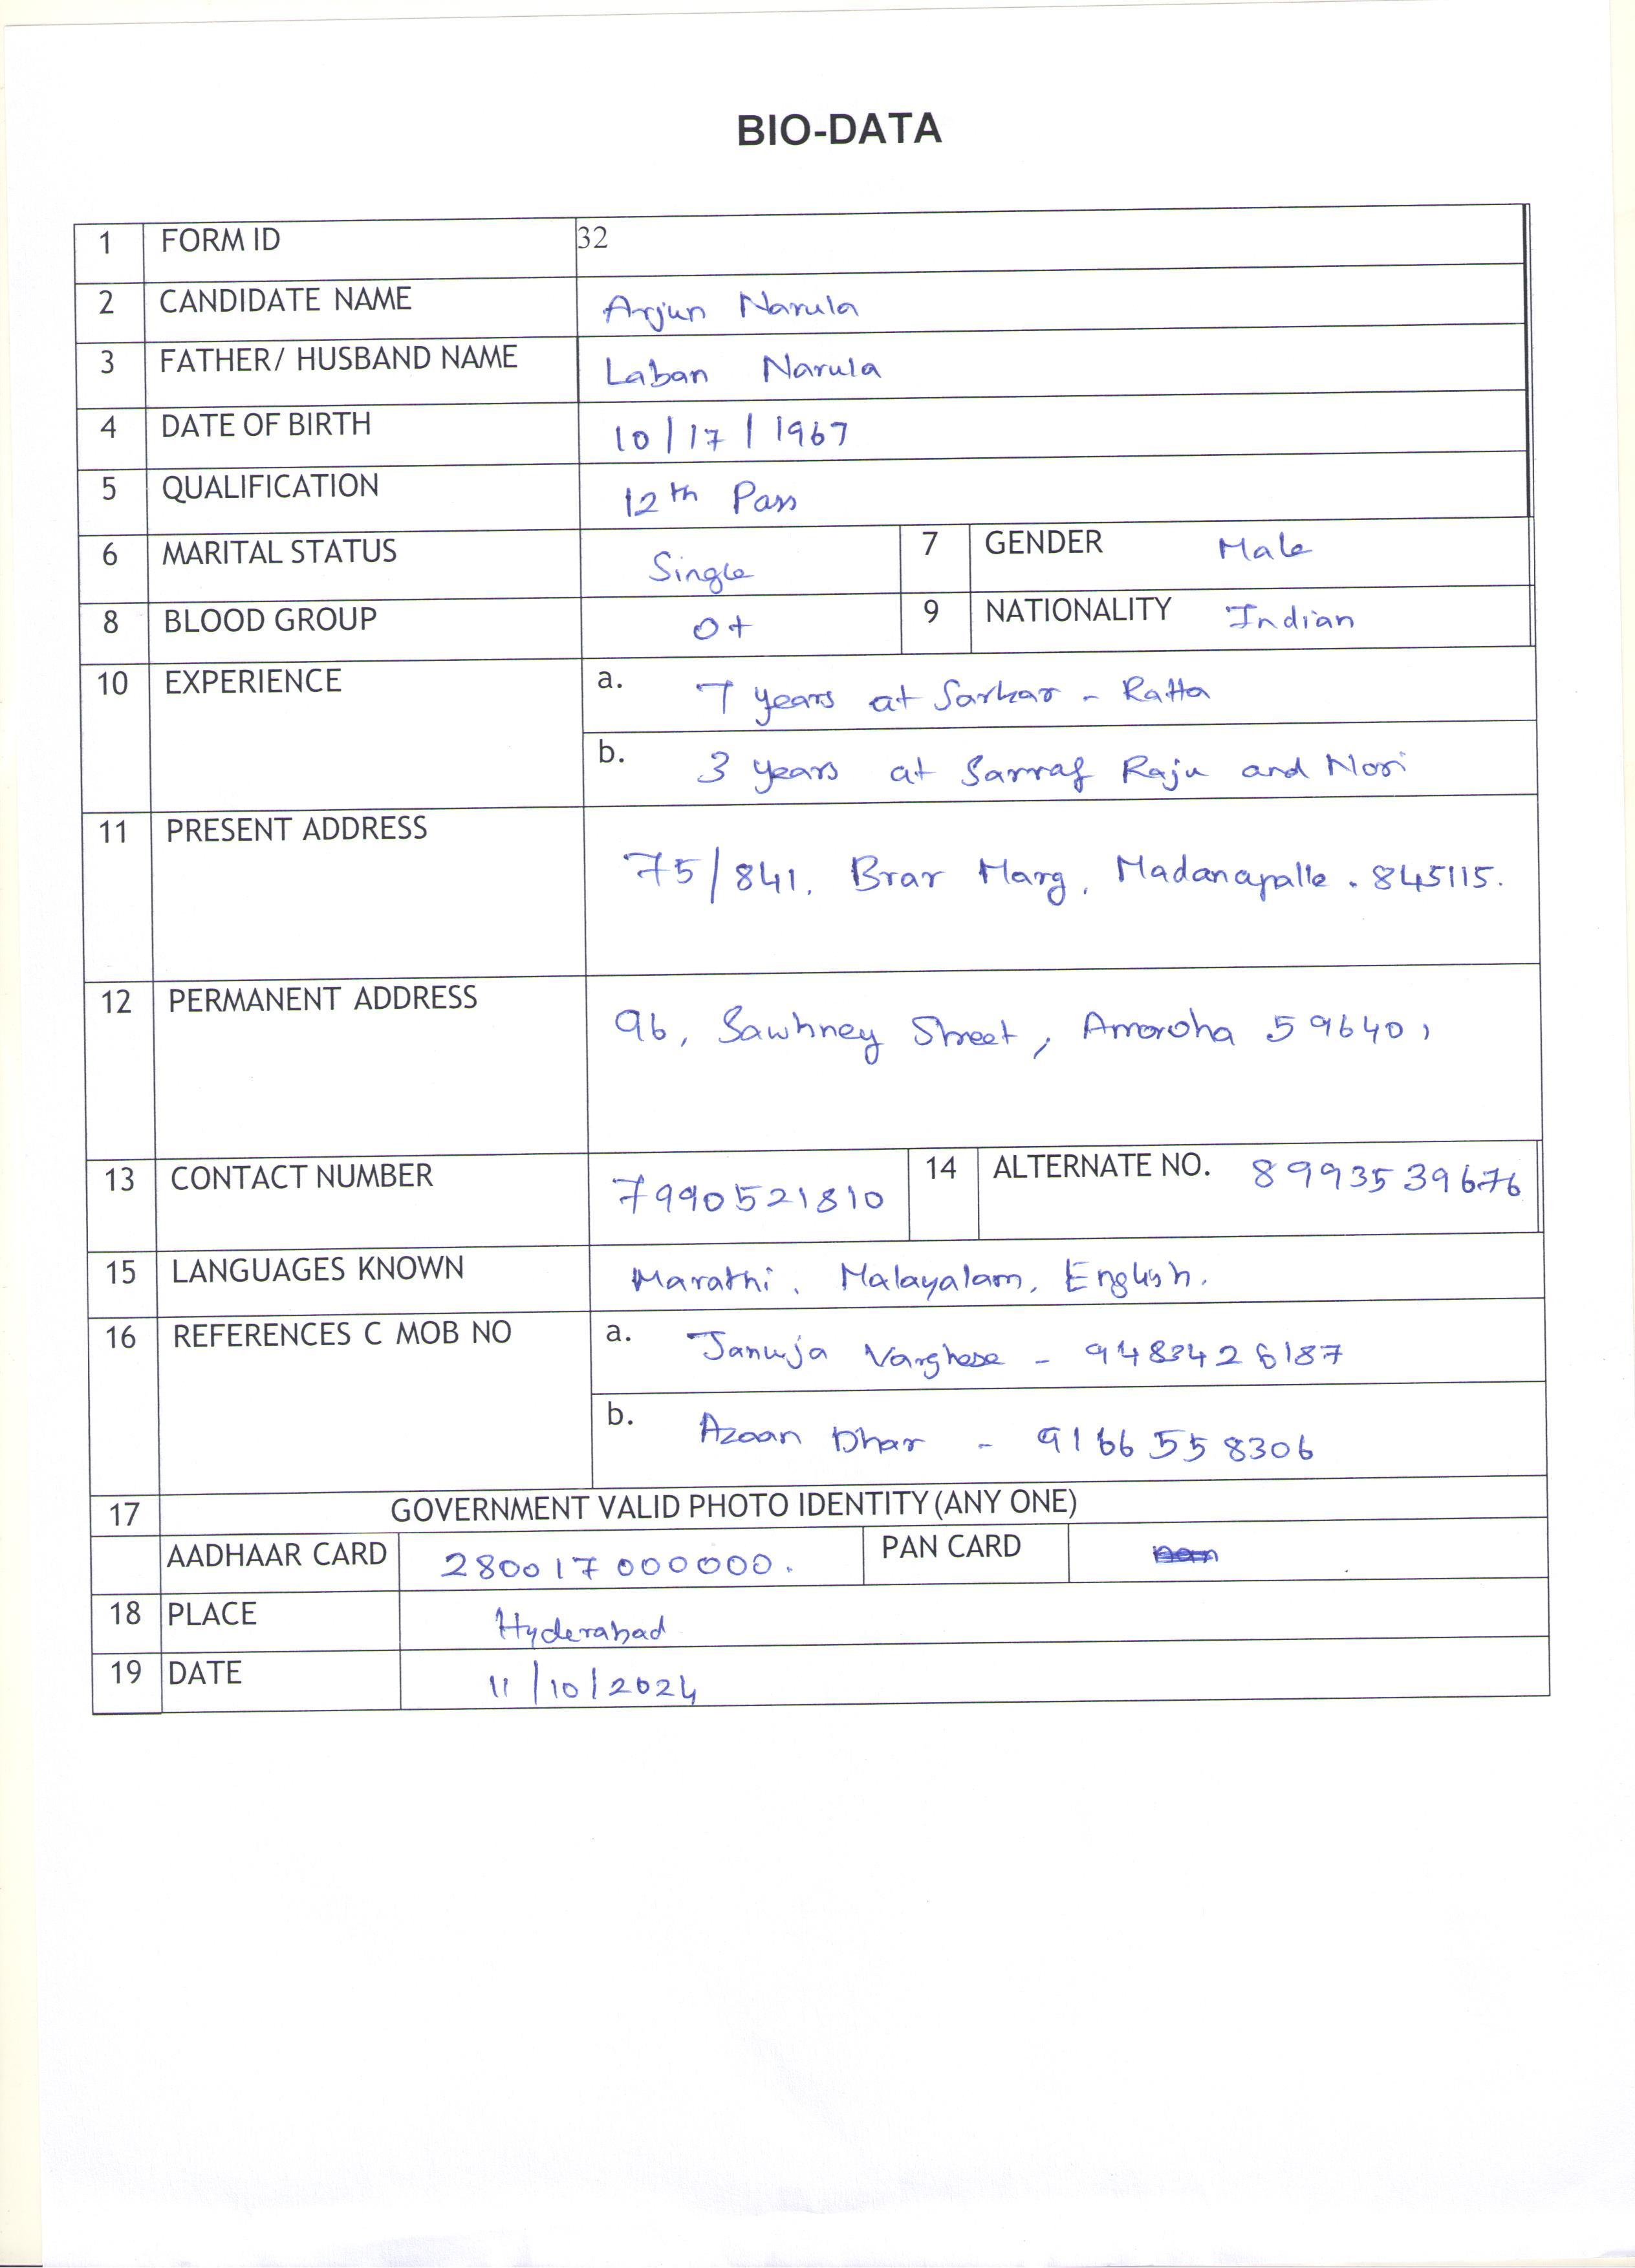 BIO-DATA
1 FORM ID 32
2 CANDIDATE NAME Arjun Narula
3 FATHER/ HUSBAND NAME Laban Narula
4 DATE OF BIRTH 10/17/1967
5 QUALIFICATION 12th Pass
6 MARITAL STATUS Single 7 GENDER Male
8 BLOOD GROUP O+ 9 NATIONALITY Indian
10 EXPERIENCE a. 7 years at Sarkar - Ratta
b. 3 years at Sarraf Raju and Nori
11 PRESENT ADDRESS 75/841, Brar Marg, Madanapalle. 845115.
12 PERMANENT ADDRESS 96, Sawhney Street, Amroha 596401
13 CONTACT NUMBER 7990521810 14 ALTERNATE NO. 8993539676
15 LANGUAGES KNOWN Marathi, Malayalam, English.
16 REFERENCES C MOB NO a. Januja Varghese - 9483426187
b. Azaan Dhar - 9166558306
17 GOVERNMENT VALID PHOTO IDENTITY(ANY ONE)
AADHAAR CARD 280017000000. PAN CARD
18 PLACE Hyderabad
19 DATE 11/10/2024